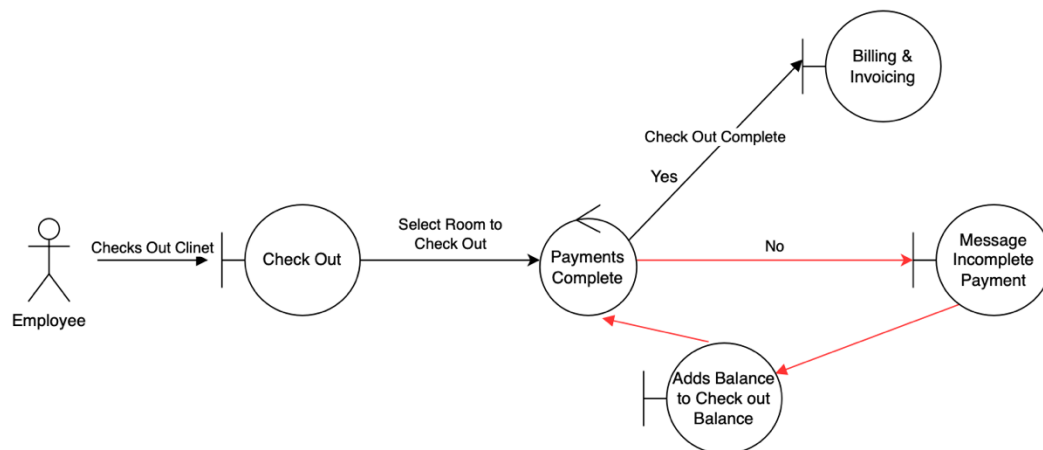 Billing &
Invoicing
Check Out Complete
Yes
Checks Out Clinet
Check Out
Select Room to
Check Out
Payments
Complete
No
Message
Incomplete
Payment
Employee
Adds Balance
to Check out
Balance